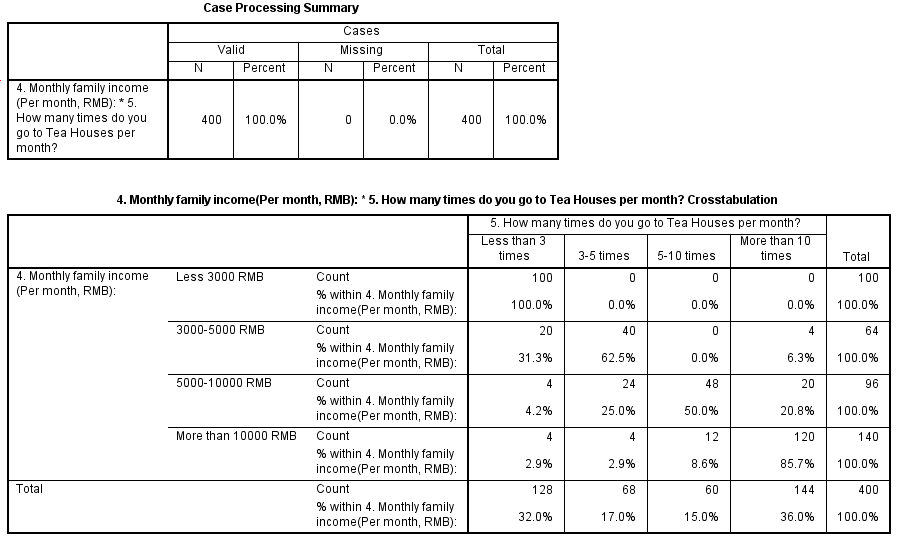 Case Processing Summary
Cases
Valid Missing Total
N Percent N Percent N Percent
4. Monthly family income
(Per month, RMB): * 5.
How many times do you
go to Tea Houses per
month?
400 100.0% 0 0.0% 400 100.0%
4. Monthly family income(Per month, RMB): * 5. How many times do you go to Tea Houses per month? Crosstabulation
5. How many times do you go to Tea Houses per month?
Less than 3
times
3-5 times
5-10 times
More than 10
times
Total
4. Monthly family income
(Per month, RMB):
Less 3000 RMB Count 100 0 0 0 100
% within 4. Monthly family
income(Per month, RMB):
100.0% 0.0% 0.0% 0.0% 100.0%
3000-5000 RMB Count 20 40 0 4 64
% within 4. Monthly family
income(Per month, RMB):
31.3% 62.5% 0.0% 6.3% 100.0%
5000-10000 RMB Count 4 24 48 20 96
% within 4. Monthly family
income(Per month, RMB):
4.2% 25.0% 50.0% 20.8% 100.0%
More than 10000 RMB Count 4 4 12 120 140
% within 4. Monthly family
income(Per month, RMB):
2.9% 2.9% 8.6% 85.7% 100.0%
Total Count 128 68 60 144 400
% within 4. Monthly family
income(Per month, RMB):
32.0% 17.0% 15.0% 36.0% 100.0%